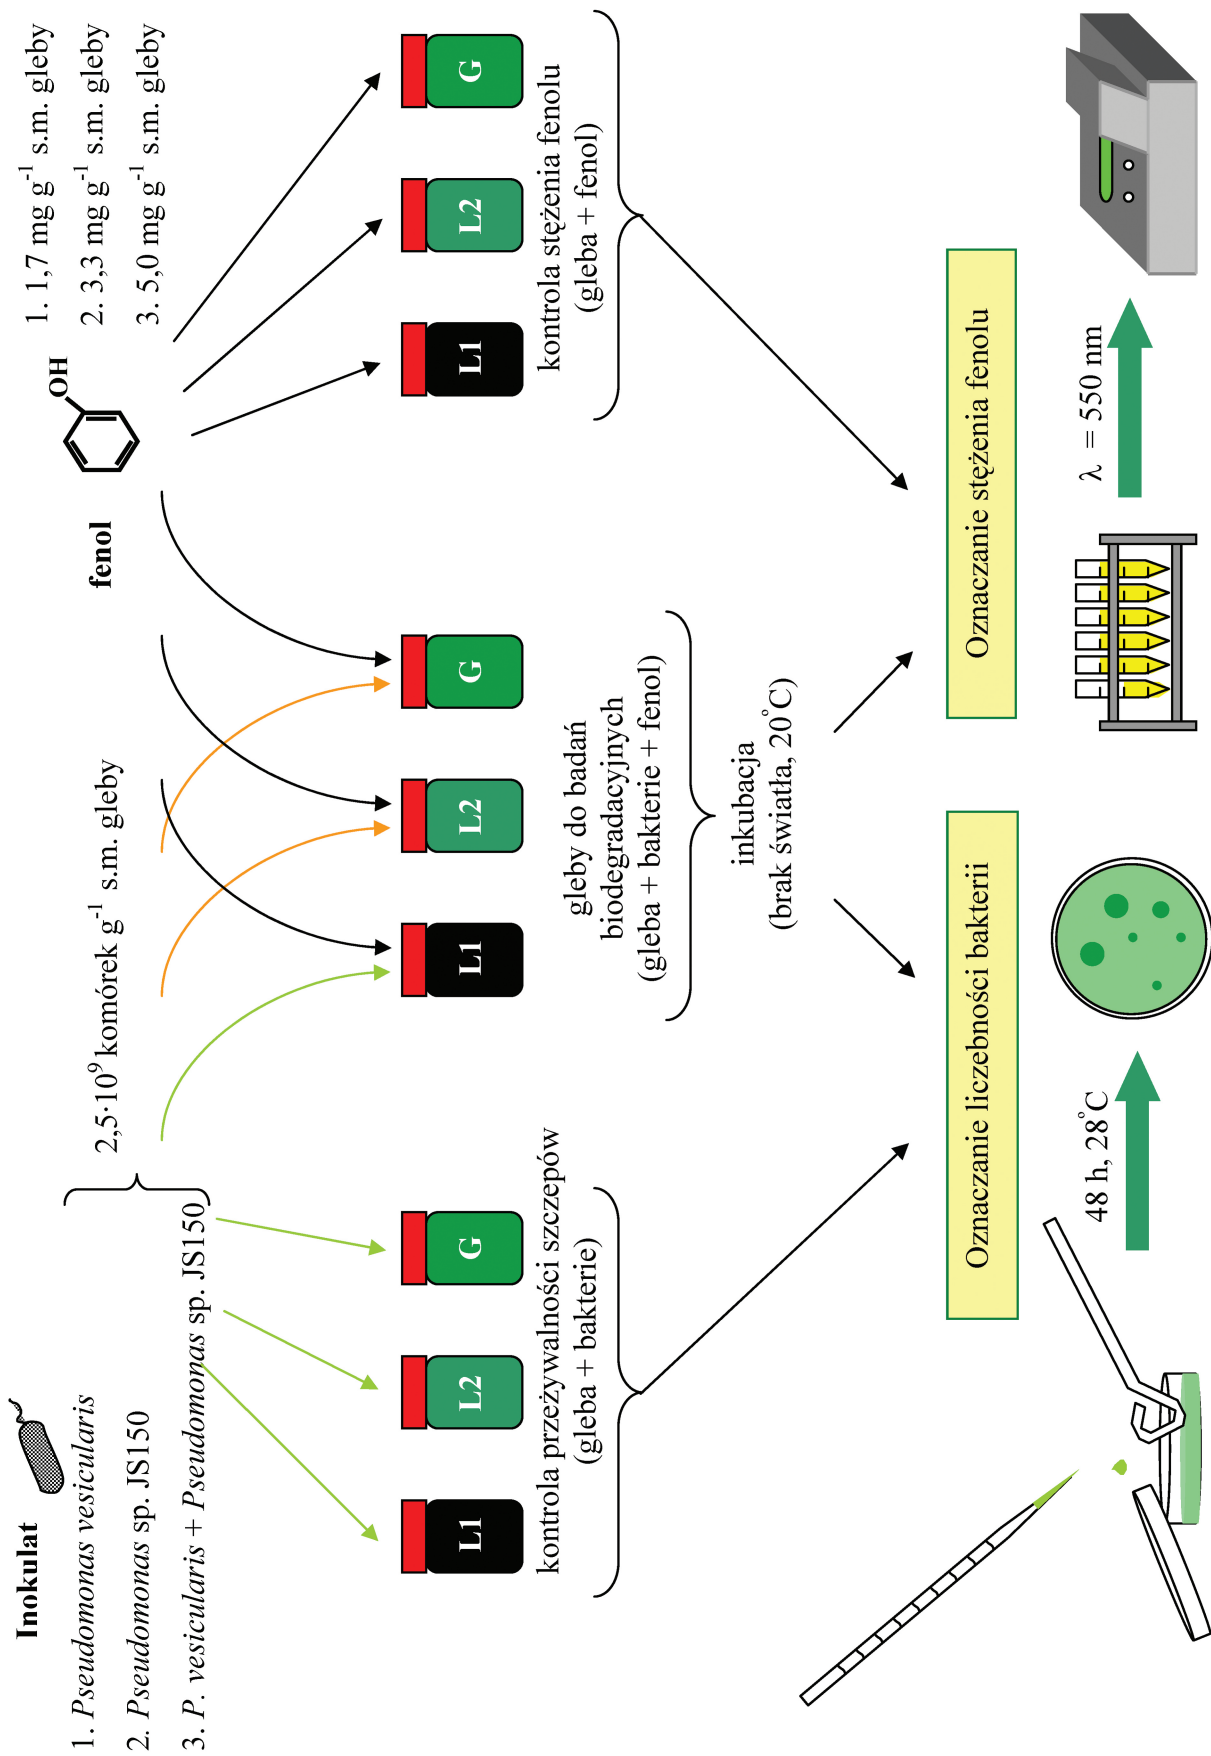 Inokulat
1. Pseudomonas vesicularis
2. Pseudomonas sp. JS150
3. P. vesicularis + Pseudomonas sp. JS150
2,5·10⁹ komórek g⁻¹ s.m. gleby
fenol
OH
1. 1,7 mg g⁻¹ s.m. gleby
2. 3,3 mg g⁻¹ s.m. gleby
3. 5,0 mg g⁻¹ s.m. gleby
L1
L2
G
L1
L2
G
L1
L2
G
kontrola przeżywalności szczepów
(gleba + bakterie)
gleby do badań
biodegradacyjnych
(gleba + bakterie + fenol)
kontrola stężenia fenolu
(gleba + fenol)
inkubacja
(brak światła, 20°C)
Oznaczanie liczebności bakterii
Oznaczanie stężenia fenolu
48 h, 28°C
λ = 550 nm